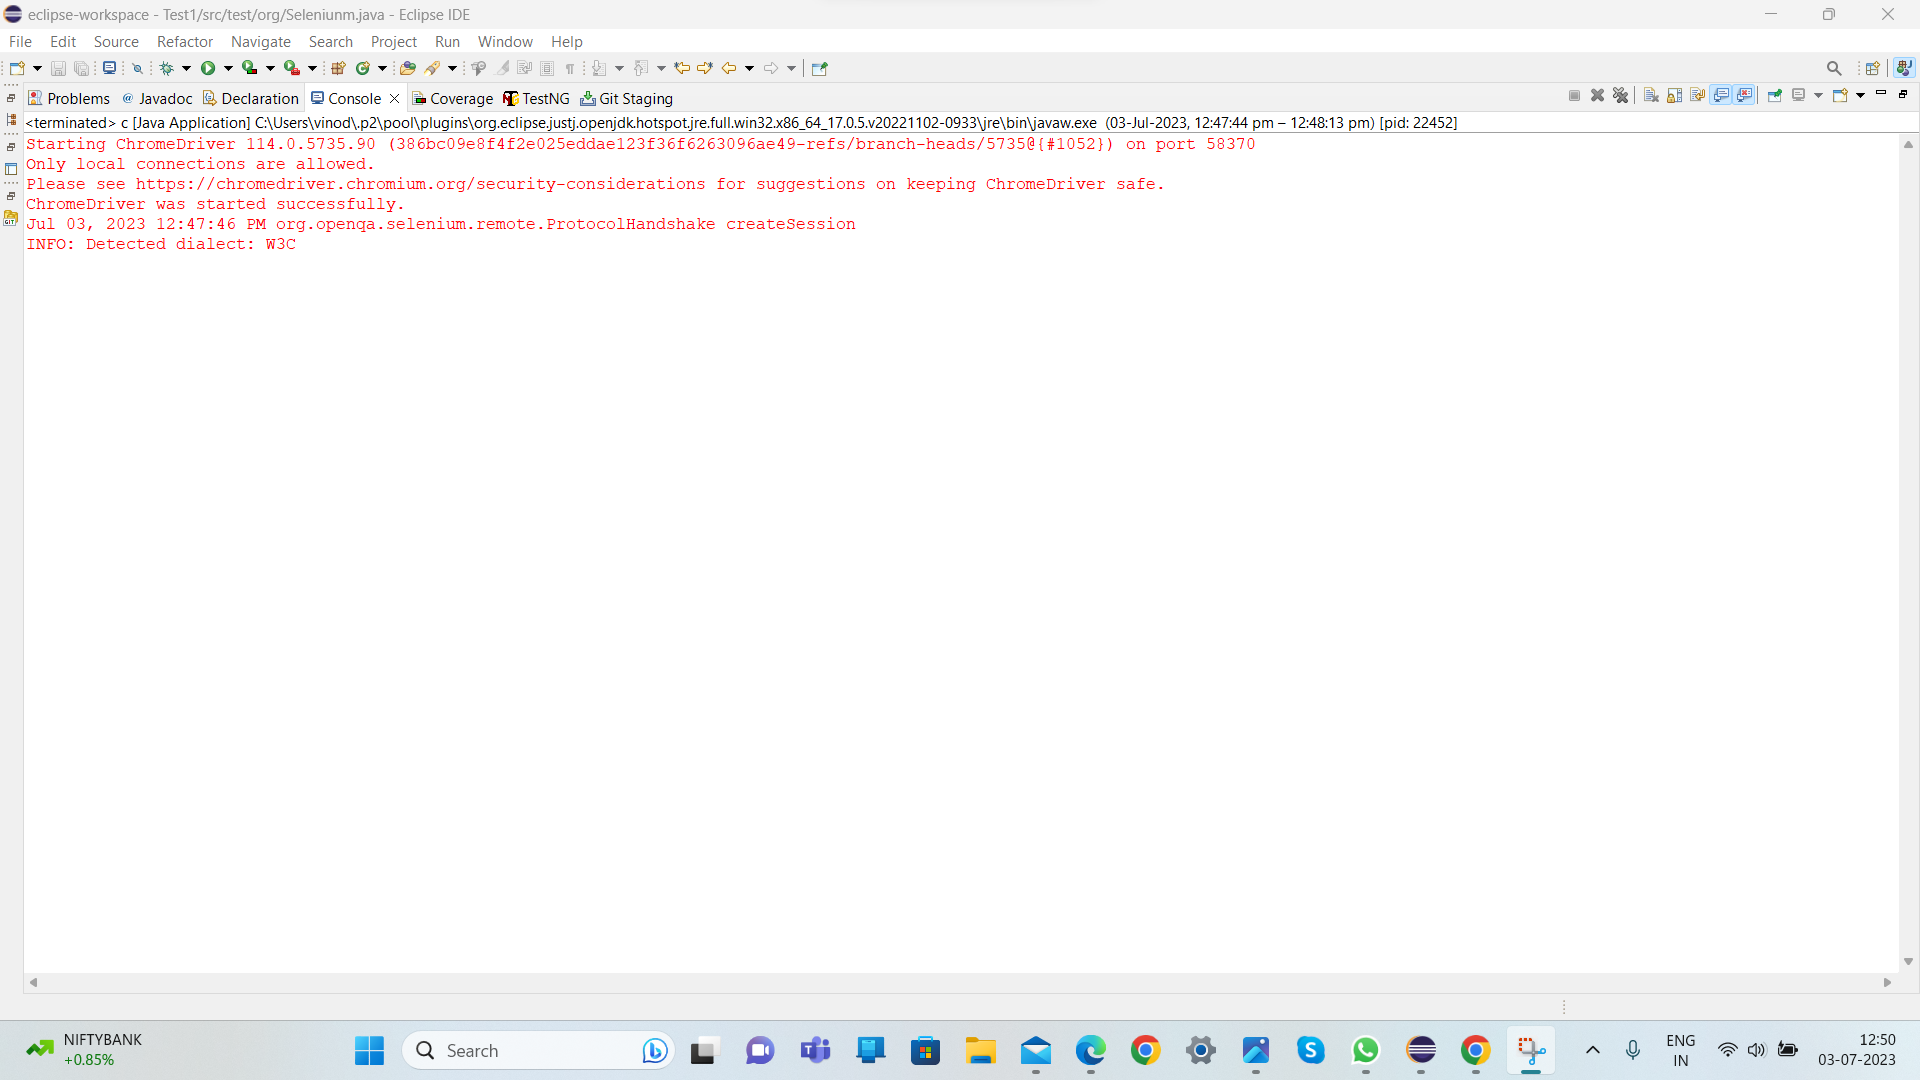 eclipse-workspace - Test1/src/test/org/Seleniunm.java - Eclipse IDE
File Edit Source Refactor Navigate Search Project Run Window Help
Problems @ Javadoc Declaration Console Coverage TestNG Git Staging
<terminated> c [Java Application] C:\Users\vinod\.p2\pool\plugins\org.eclipse.justj.openjdk.hotspot.jre.full.win32.x86_64_17.0.5.v20221102-0933\jre\bin\javaw.exe (03-Jul-2023, 12:47:44 pm – 12:48:13 pm) [pid: 22452]
Starting ChromeDriver 114.0.5735.90 (386bc09e8f4f2e025eddae123f36f6263096ae49-refs/branch-heads/5735@{#1052}) on port 58370
Only local connections are allowed.
Please see https://chromedriver.chromium.org/security-considerations for suggestions on keeping ChromeDriver safe.
ChromeDriver was started successfully.
Jul 03, 2023 12:47:46 PM org.openqa.selenium.remote.ProtocolHandshake createSession
INFO: Detected dialect: W3C
NIFTYBANK
+0.85%
Search
ENG
IN
12:50
03-07-2023